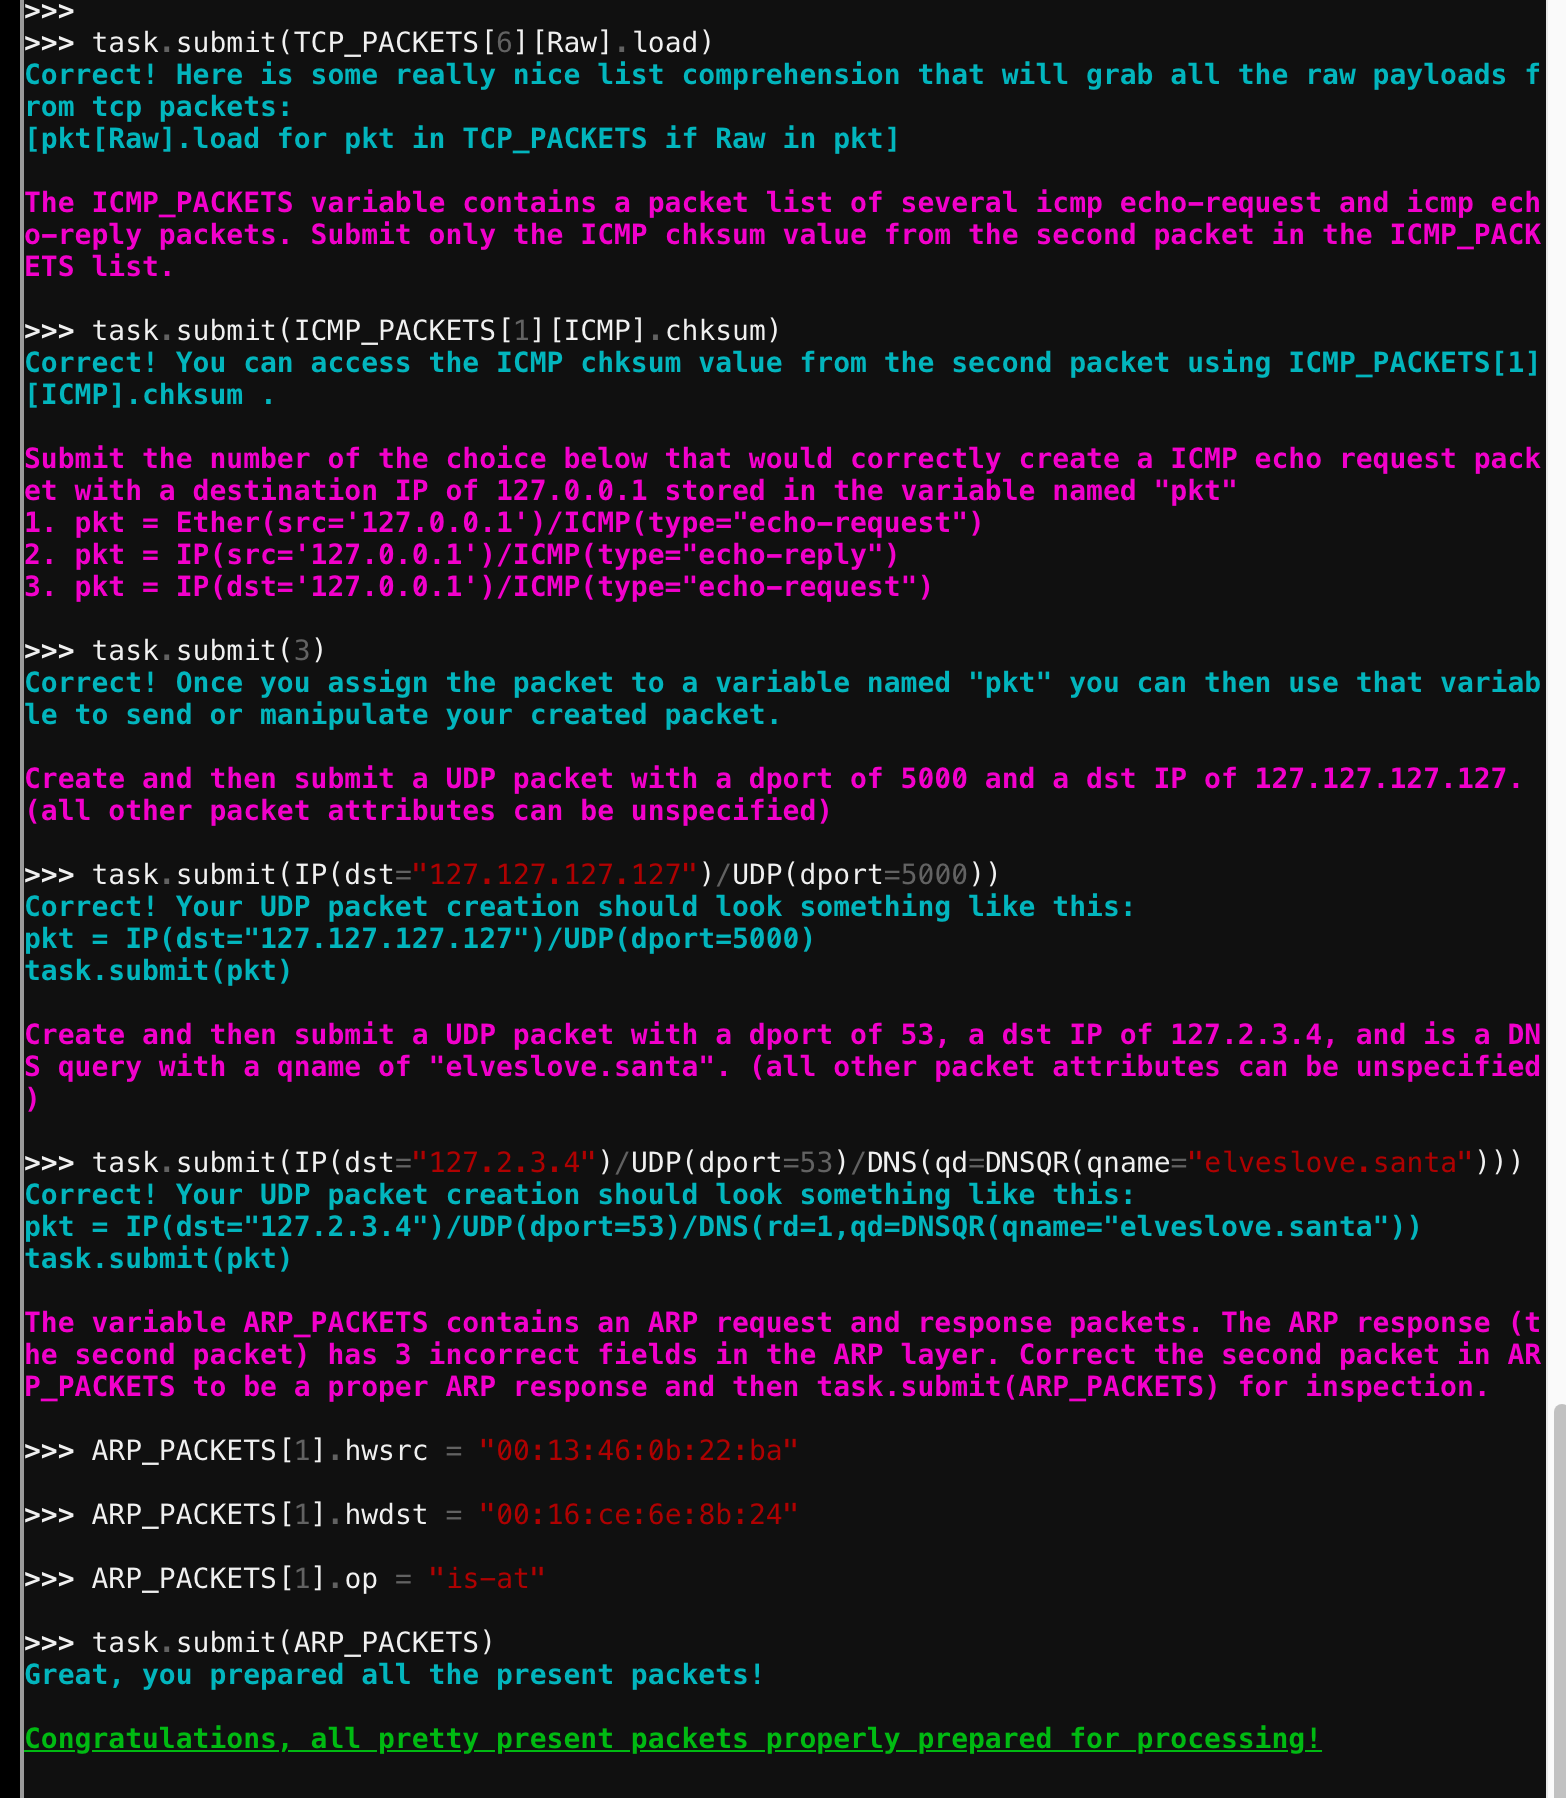 >>>
>>> task.submit(TCP_PACKETS[6][Raw].load)
Correct! Here is some really nice list comprehension that will grab all the raw payloads f
rom tcp packets:
[pkt[Raw].load for pkt in TCP_PACKETS if Raw in pkt]
The ICMP_PACKETS variable contains a packet list of several icmp echo-request and icmp ech
o-reply packets. Submit only the ICMP chksum value from the second packet in the ICMP_PACK
ETS list.
>>> task.submit(ICMP_PACKETS[1][ICMP].chksum)
Correct! You can access the ICMP chksum value from the second packet using ICMP_PACKETS[1]
[ICMP].chksum .
Submit the number of the choice below that would correctly create a ICMP echo request pack
et with a destination IP of 127.0.0.1 stored in the variable named "pkt"
1. pkt = Ether(src='127.0.0.1')/ICMP(type="echo-request")
2. pkt = IP(src='127.0.0.1')/ICMP(type="echo-reply")
3. pkt = IP(dst='127.0.0.1')/ICMP(type="echo-request")
>>> task.submit(3)
Correct! Once you assign the packet to a variable named "pkt" you can then use that variab
le to send or manipulate your created packet.
Create and then submit a UDP packet with a dport of 5000 and a dst IP of 127.127.127.127.
(all other packet attributes can be unspecified)
>>> task.submit(IP(dst="127.127.127.127")/UDP(dport=5000))
Correct! Your UDP packet creation should look something like this:
pkt = IP(dst="127.127.127.127")/UDP(dport=5000)
task.submit(pkt)
Create and then submit a UDP packet with a dport of 53, a dst IP of 127.2.3.4, and is a DN
S query with a qname of "elveslove.santa". (all other packet attributes can be unspecified
)
>>> task.submit(IP(dst="127.2.3.4")/UDP(dport=53)/DNS(qd=DNSQR(qname="elveslove.santa")))
Correct! Your UDP packet creation should look something like this:
pkt = IP(dst="127.2.3.4")/UDP(dport=53)/DNS(rd=1,qd=DNSQR(qname="elveslove.santa"))
task.submit(pkt)
The variable ARP_PACKETS contains an ARP request and response packets. The ARP response (t
he second packet) has 3 incorrect fields in the ARP layer. Correct the second packet in AR
P_PACKETS to be a proper ARP response and then task.submit(ARP_PACKETS) for inspection.
>>> ARP_PACKETS[1].hwsrc = "00:13:46:0b:22:ba"
>>> ARP_PACKETS[1].hwdst = "00:16:ce:6e:8b:24"
>>> ARP_PACKETS[1].op = "is-at"
>>> task.submit(ARP_PACKETS)
Great, you prepared all the present packets!
Congratulations, all pretty present packets properly prepared for processing!